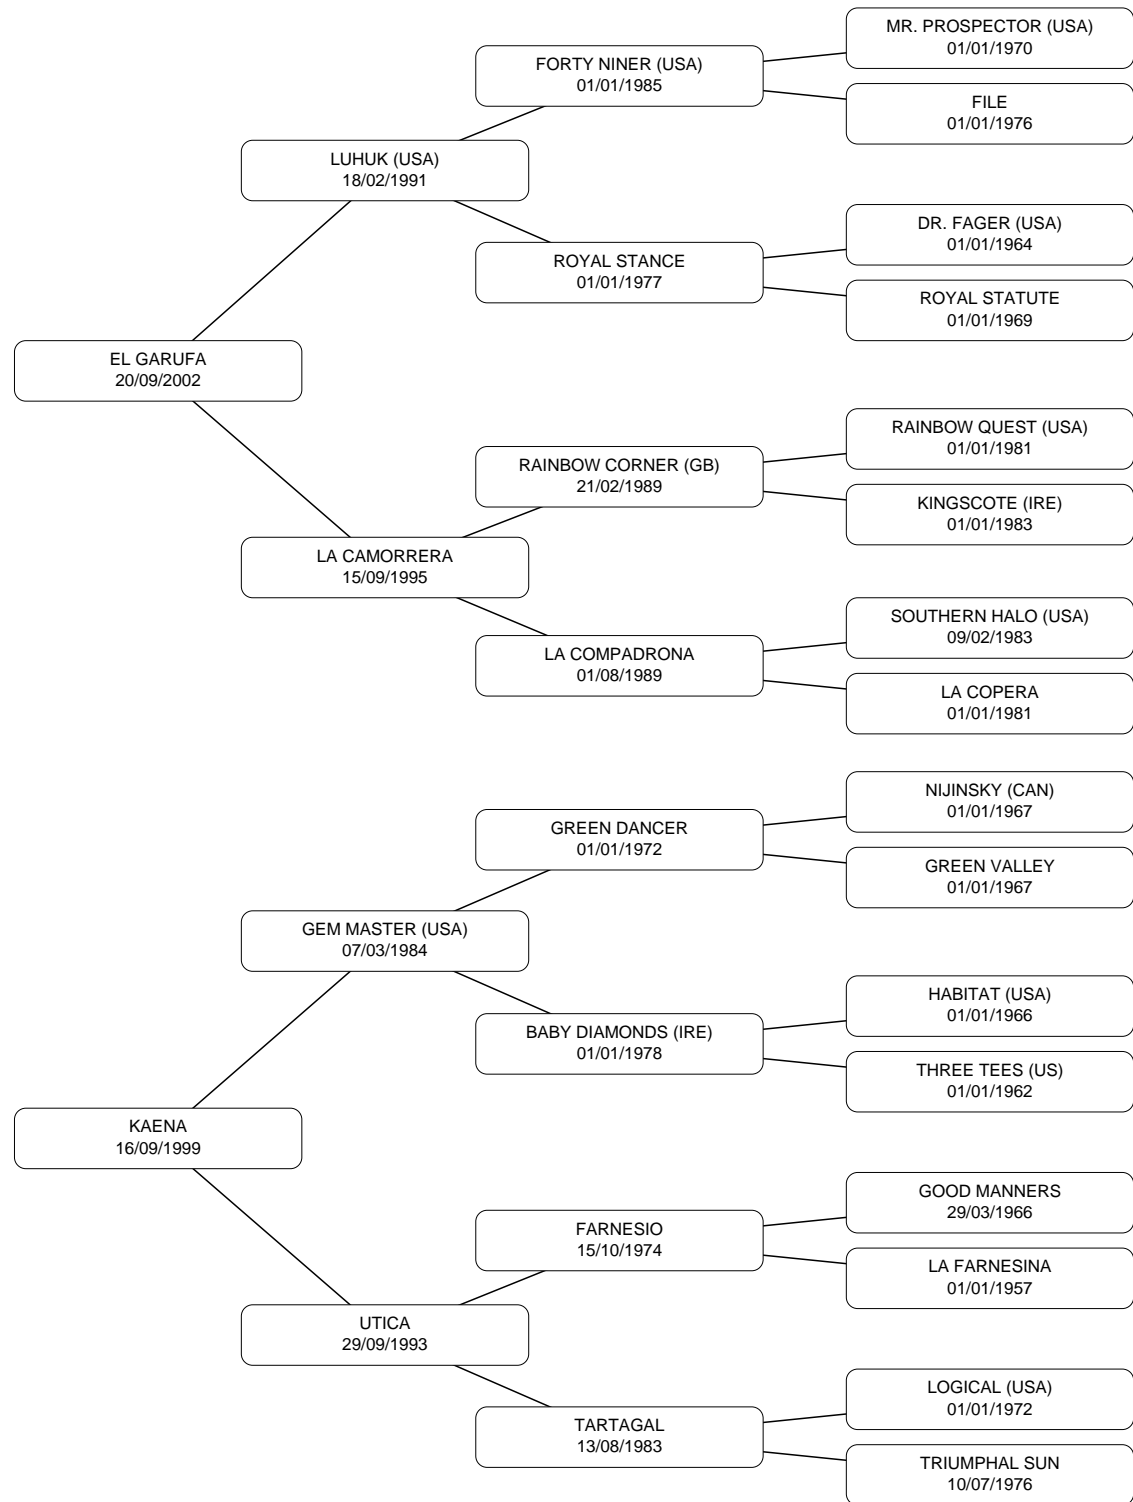 MR. PROSPECTOR (USA)
01/01/1970
FORTY NINER (USA)
01/01/1985
FILE
01/01/1976
LUHUK (USA)
18/02/1991
DR. FAGER (USA)
01/01/1964
ROYAL STANCE
01/01/1977
ROYAL STATUTE
01/01/1969
EL GARUFA
20/09/2002
RAINBOW QUEST (USA)
01/01/1981
RAINBOW CORNER (GB)
21/02/1989
KINGSCOTE (IRE)
01/01/1983
LA CAMORRERA
15/09/1995
SOUTHERN HALO (USA)
09/02/1983
LA COMPADRONA
01/08/1989
LA COPERA
01/01/1981
NIJINSKY (CAN)
01/01/1967
GREEN DANCER
01/01/1972
GREEN VALLEY
01/01/1967
GEM MASTER (USA)
07/03/1984
HABITAT (USA)
01/01/1966
BABY DIAMONDS (IRE)
01/01/1978
THREE TEES (US)
01/01/1962
KAENA
16/09/1999
GOOD MANNERS
29/03/1966
FARNESIO
15/10/1974
LA FARNESINA
01/01/1957
UTICA
29/09/1993
LOGICAL (USA)
01/01/1972
TARTAGAL
13/08/1983
TRIUMPHAL SUN
10/07/1976